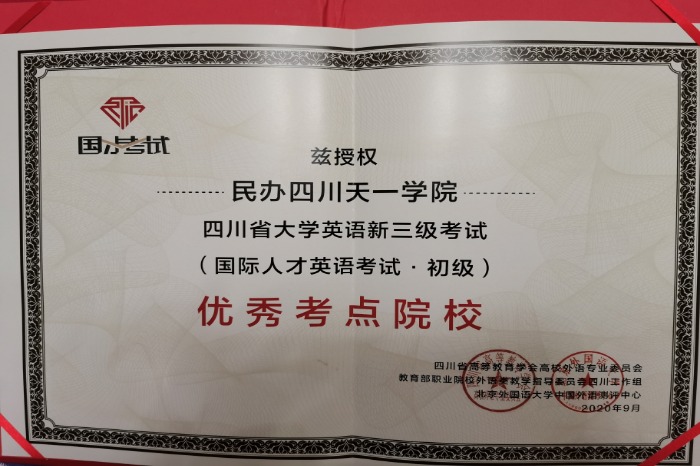 国才考试
兹授权
民办四川天一学院
四川省大学英语新三级考试
（国际人才英语考试·初级）
优秀考点院校
四川省高等教育学会高校外语专业委员会
教育部职业院校外语类教学指导委员会四川工作组
北京外国语大学中国外语测评中心
2020年9月